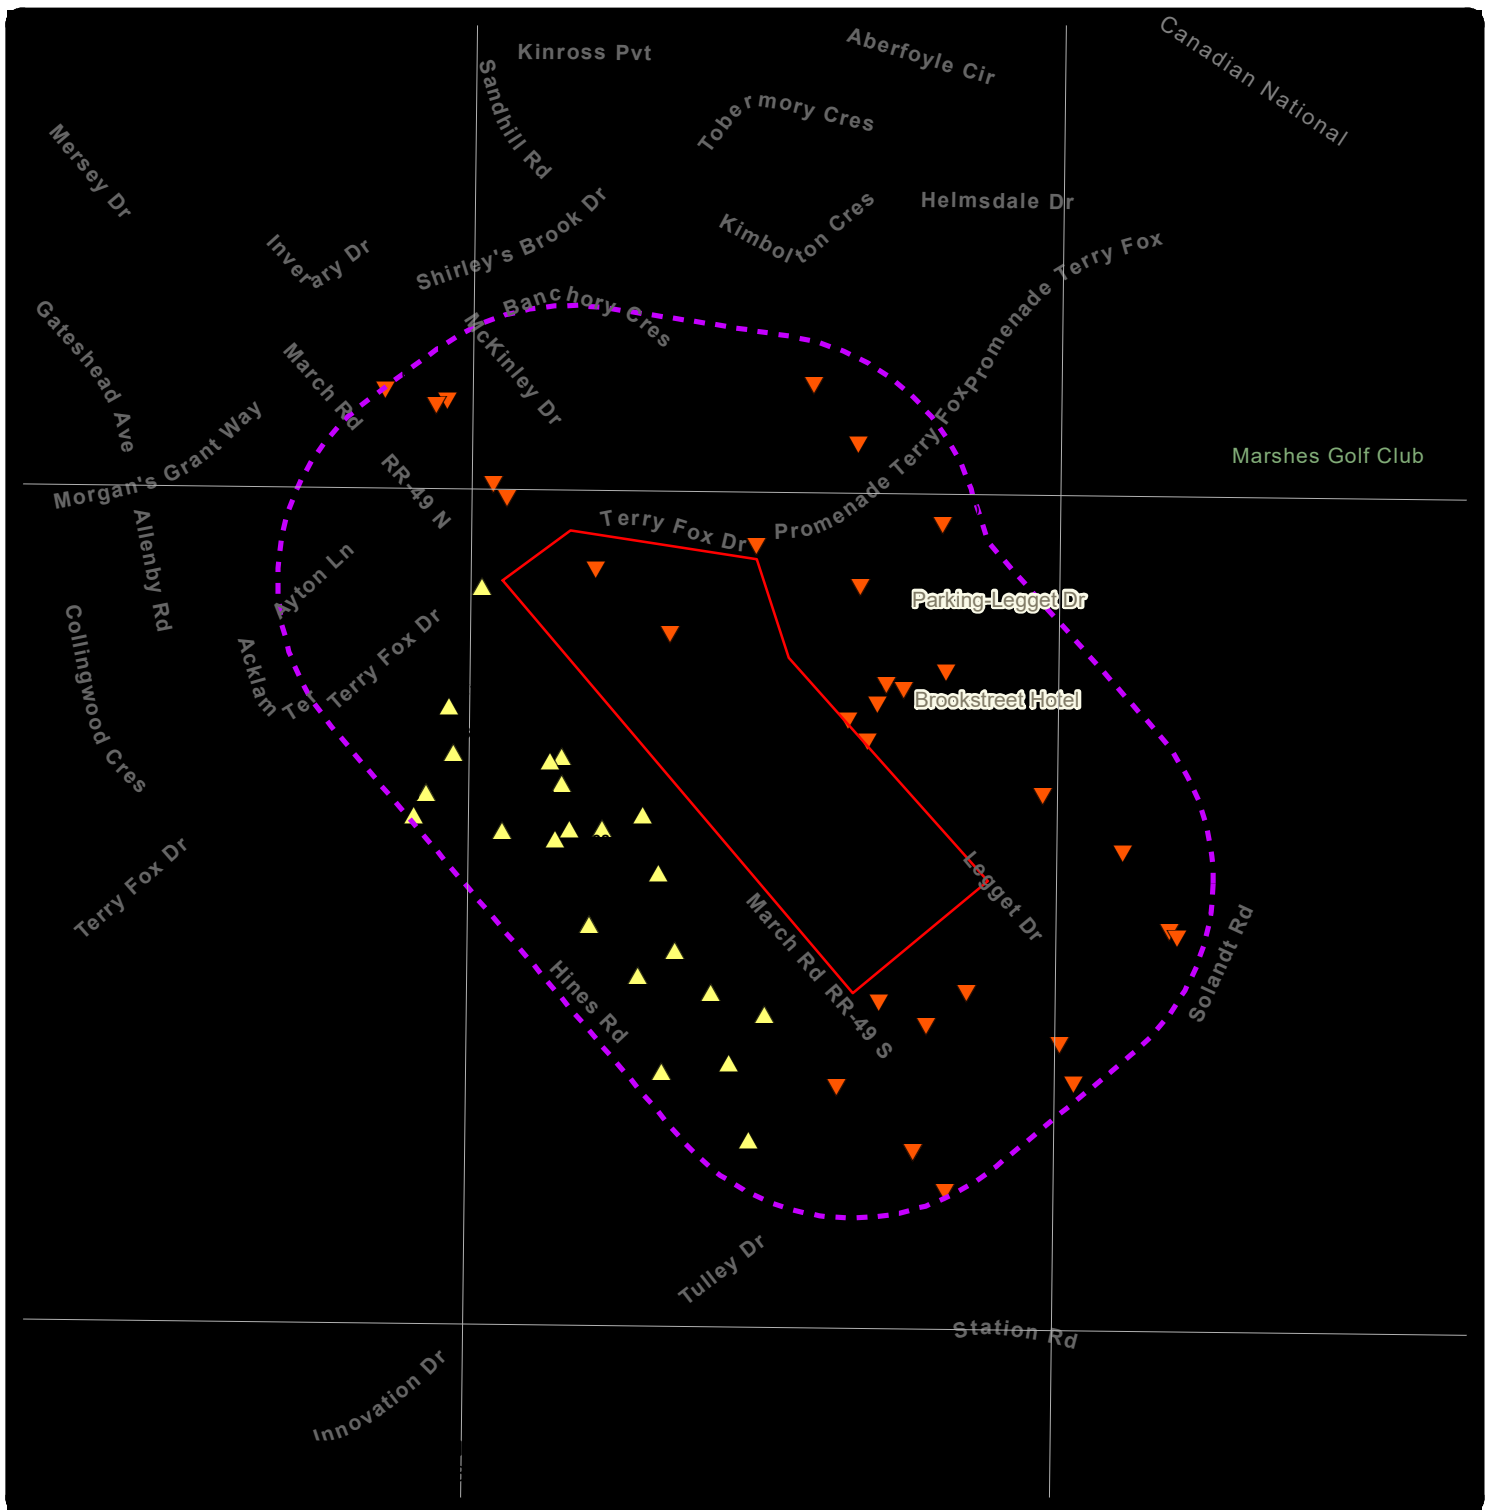 Kinross Pvt
Aberfoyle Cir
Canadian National
Sandhill Rd
Tobermory Cres
Mersey Dr
Helmsdale Dr
Shirley's Brook Dr
Kimbolton Cres
Inverary Dr
Promenade Terry Fox
Banchory Cres
McKinley Dr
Gateshead Ave
March Rd
Morgan's Grant Way
Promenade Terry Fox
Marshes Golf Club
RR-49 N
Terry Fox Dr
Allenby Rd
Ayton Ln
Parking-Legget Dr
Collingwood Cres
Acklam Ter
Terry Fox Dr
Brookstreet Hotel
Terry Fox Dr
Legget Dr
March Rd
RR-49 S
Solandt Rd
Hines Rd
Tulley Dr
Station Rd
Innovation Dr